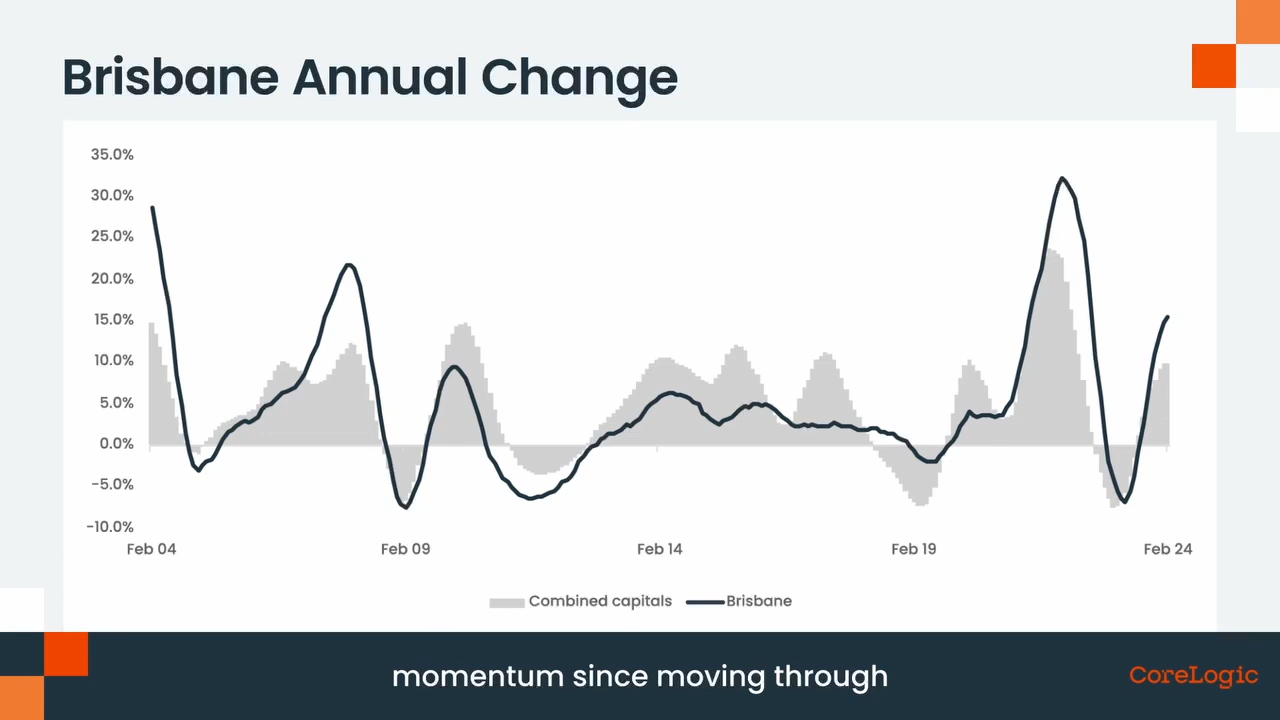 Brisbane Annual Change
35.0%
30.0%
25.0%
20.0%
15.0%
10.0%
5.0%
0.0%
-5.0%
-10.0%
Feb 04 Feb 09 Feb 14 Feb 19 Feb 24
Combined capitals Brisbane
momentum since moving through
CoreLogic